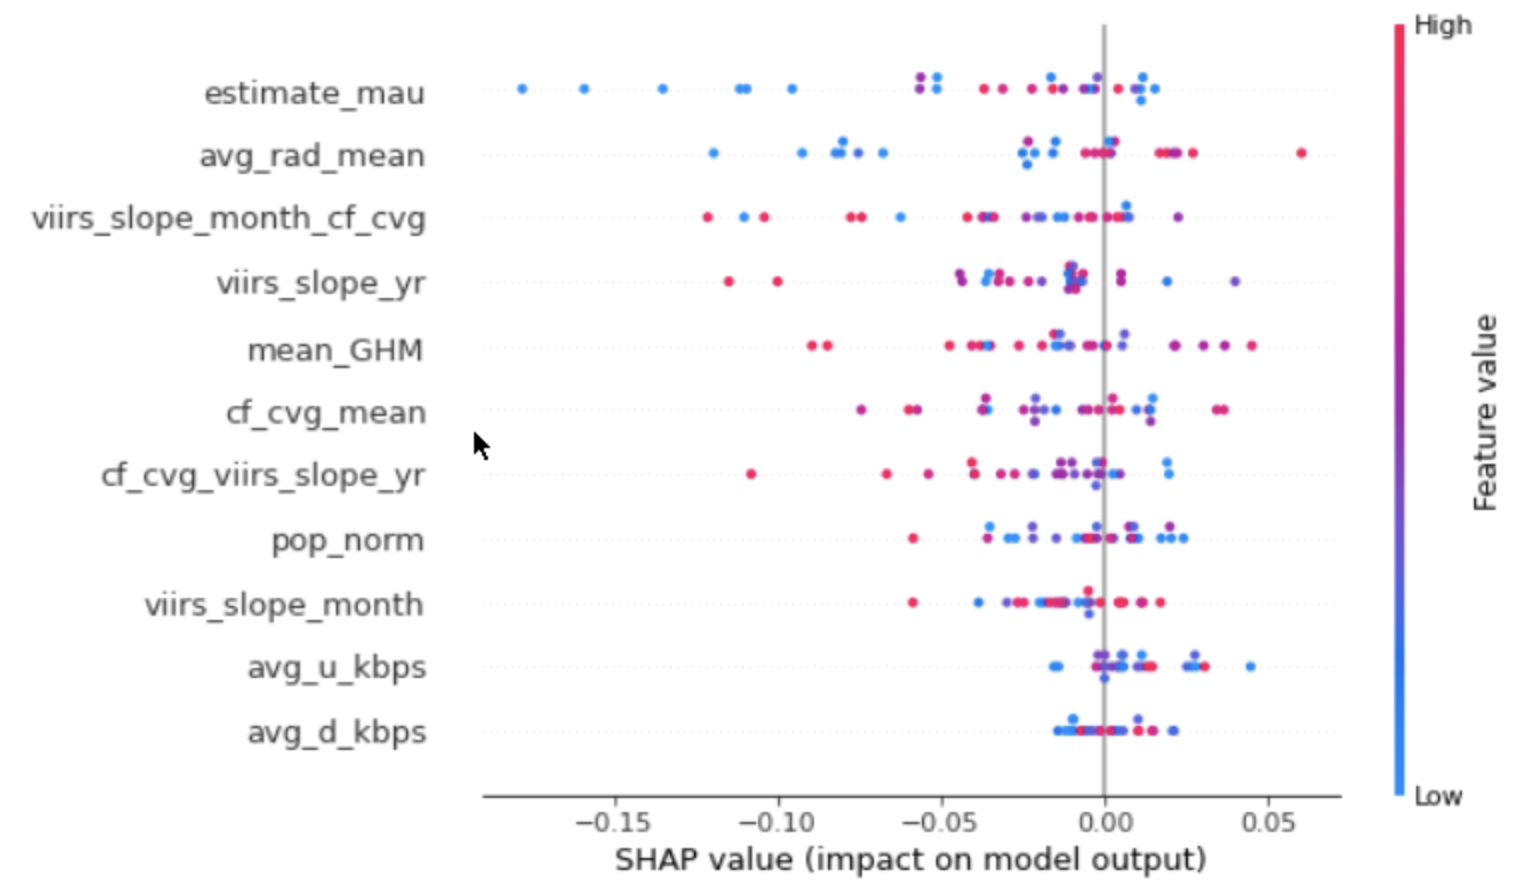 High
estimate_mau
avg_rad_mean
viirs_slope_month_cf_cvg
viirs_slope_yr
mean_GHM
cf_cvg_mean
cf_cvg_viirs_slope_yr
pop_norm
viirs_slope_month
avg_u_kbps
avg_d_kbps
Feature value
Low
−0.15 −0.10 −0.05 0.00 0.05
SHAP value (impact on model output)